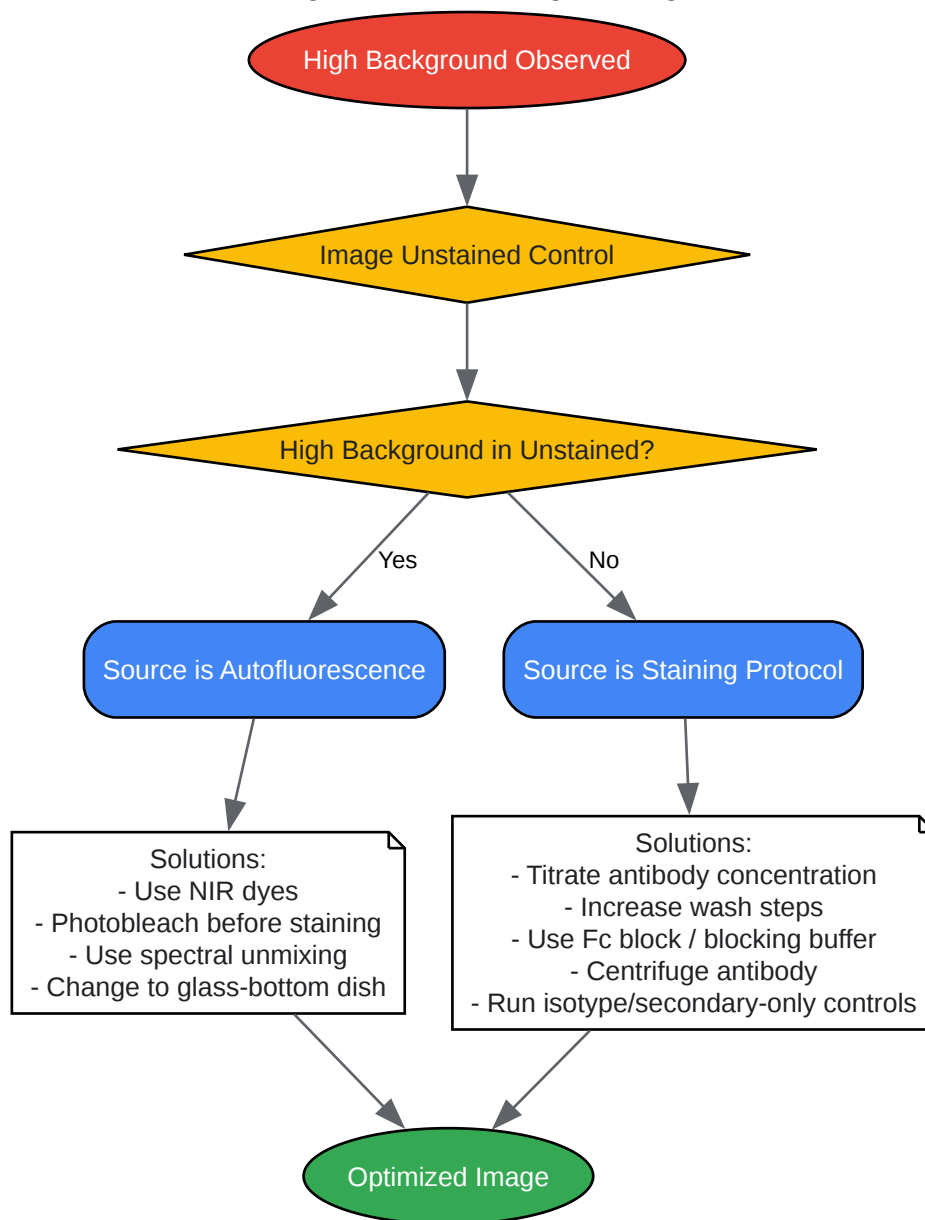 High Background Observed
Image Unstained Control
High Background in Unstained?
Yes
No
Source is Autofluorescence
Source is Staining Protocol
Solutions:
- Use NIR dyes
- Photobleach before staining
- Use spectral unmixing
- Change to glass-bottom dish
Solutions:
- Titrate antibody concentration
- Increase wash steps
- Use Fc block / blocking buffer
- Centrifuge antibody
- Run isotype/secondary-only controls
Optimized Image